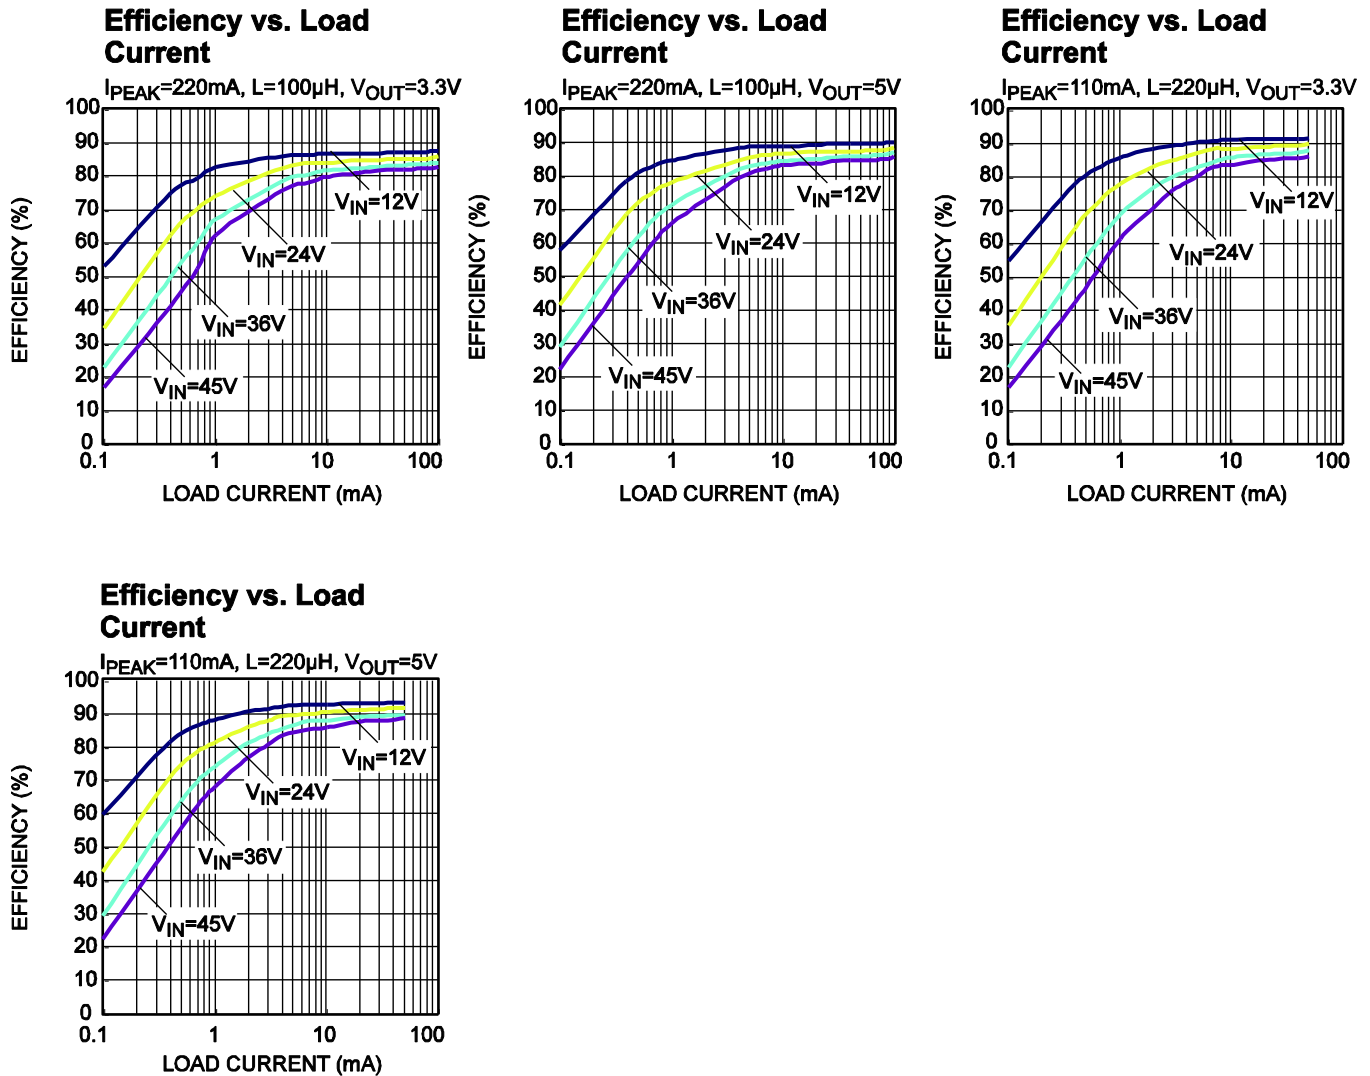 Efficiency vs. Load
Current
IPEAK=220mA, L=100µH, VOUT=3.3V
EFFICIENCY (%)
100
90
80
70
60
50
40
30
20
10
0
VIN=12V
VIN=24V
VIN=36V
VIN=45V
0.1 1 10 100
LOAD CURRENT (mA)
Efficiency vs. Load
Current
IPEAK=220mA, L=100µH, VOUT=5V
EFFICIENCY (%)
100
90
80
70
60
50
40
30
20
10
0
VIN=12V
VIN=24V
VIN=36V
VIN=45V
0.1 1 10 100
LOAD CURRENT (mA)
Efficiency vs. Load
Current
IPEAK=110mA, L=220µH, VOUT=3.3V
EFFICIENCY (%)
100
90
80
70
60
50
40
30
20
10
0
VIN=12V
VIN=24V
VIN=36V
VIN=45V
0.1 1 10 100
LOAD CURRENT (mA)
Efficiency vs. Load
Current
IPEAK=110mA, L=220µH, VOUT=5V
EFFICIENCY (%)
100
90
80
70
60
50
40
30
20
10
0
VIN=12V
VIN=24V
VIN=36V
VIN=45V
0.1 1 10 100
LOAD CURRENT (mA)